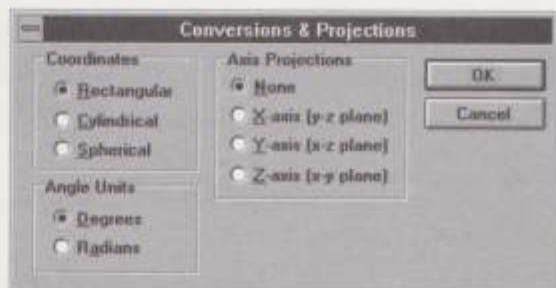 Conversions & Projections
Coordinates
Rectangular
Cylindrical
Spherical
Angle Units
Degrees
Radians
Axis Projections
None
X-axis (y-z plane)
Y-axis (x-z plane)
Z-axis (x-y plane)
OK
Cancel